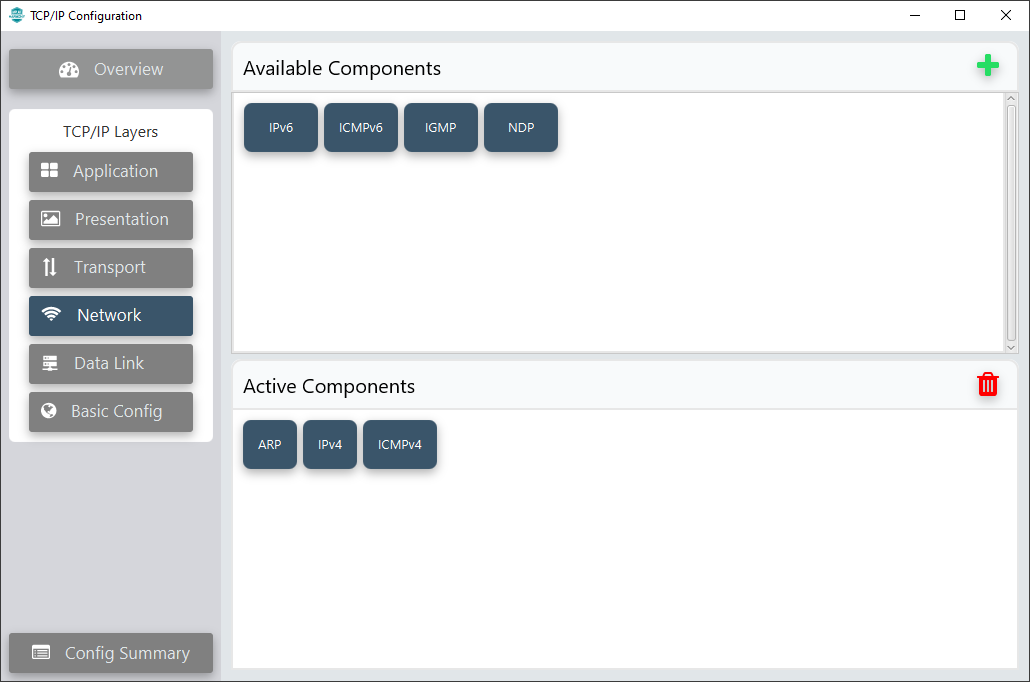 TCP/IP Configuration
Overview
TCP/IP Layers
Application
Presentation
Transport
Network
Data Link
Basic Config
Config Summary
Available Components
IPv6 ICMPv6 IGMP NDP
Active Components
ARP IPv4 ICMPv4